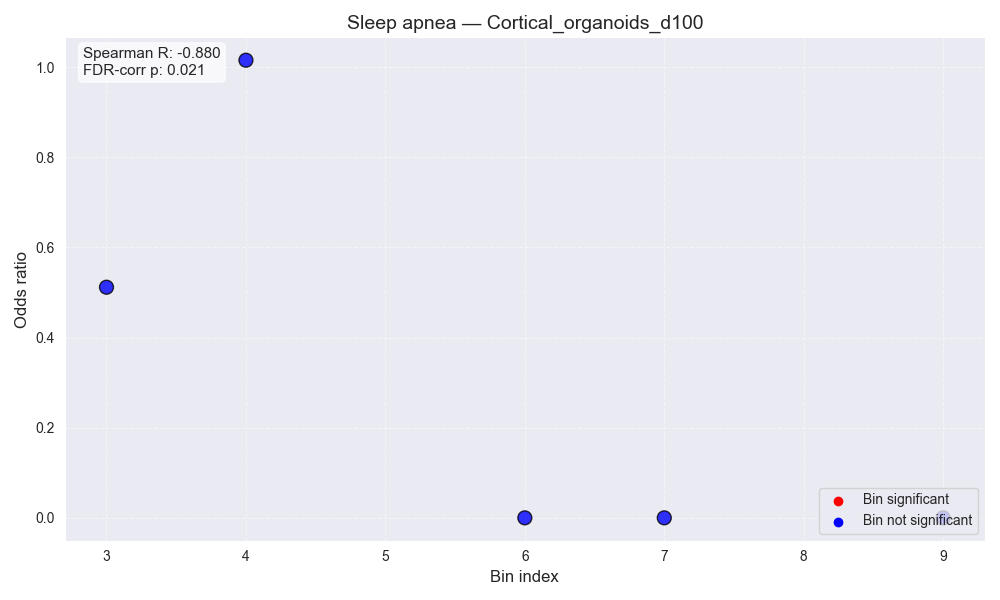 Sleep apnea — Cortical_organoids_d100
Spearman R: -0.880
FDR-corr p: 0.021
1.0
0.8
0.6
0.4
0.2
0.0
Odds ratio
Bin significant
Bin not significant
3 4 5 6 7 8 9
Bin index